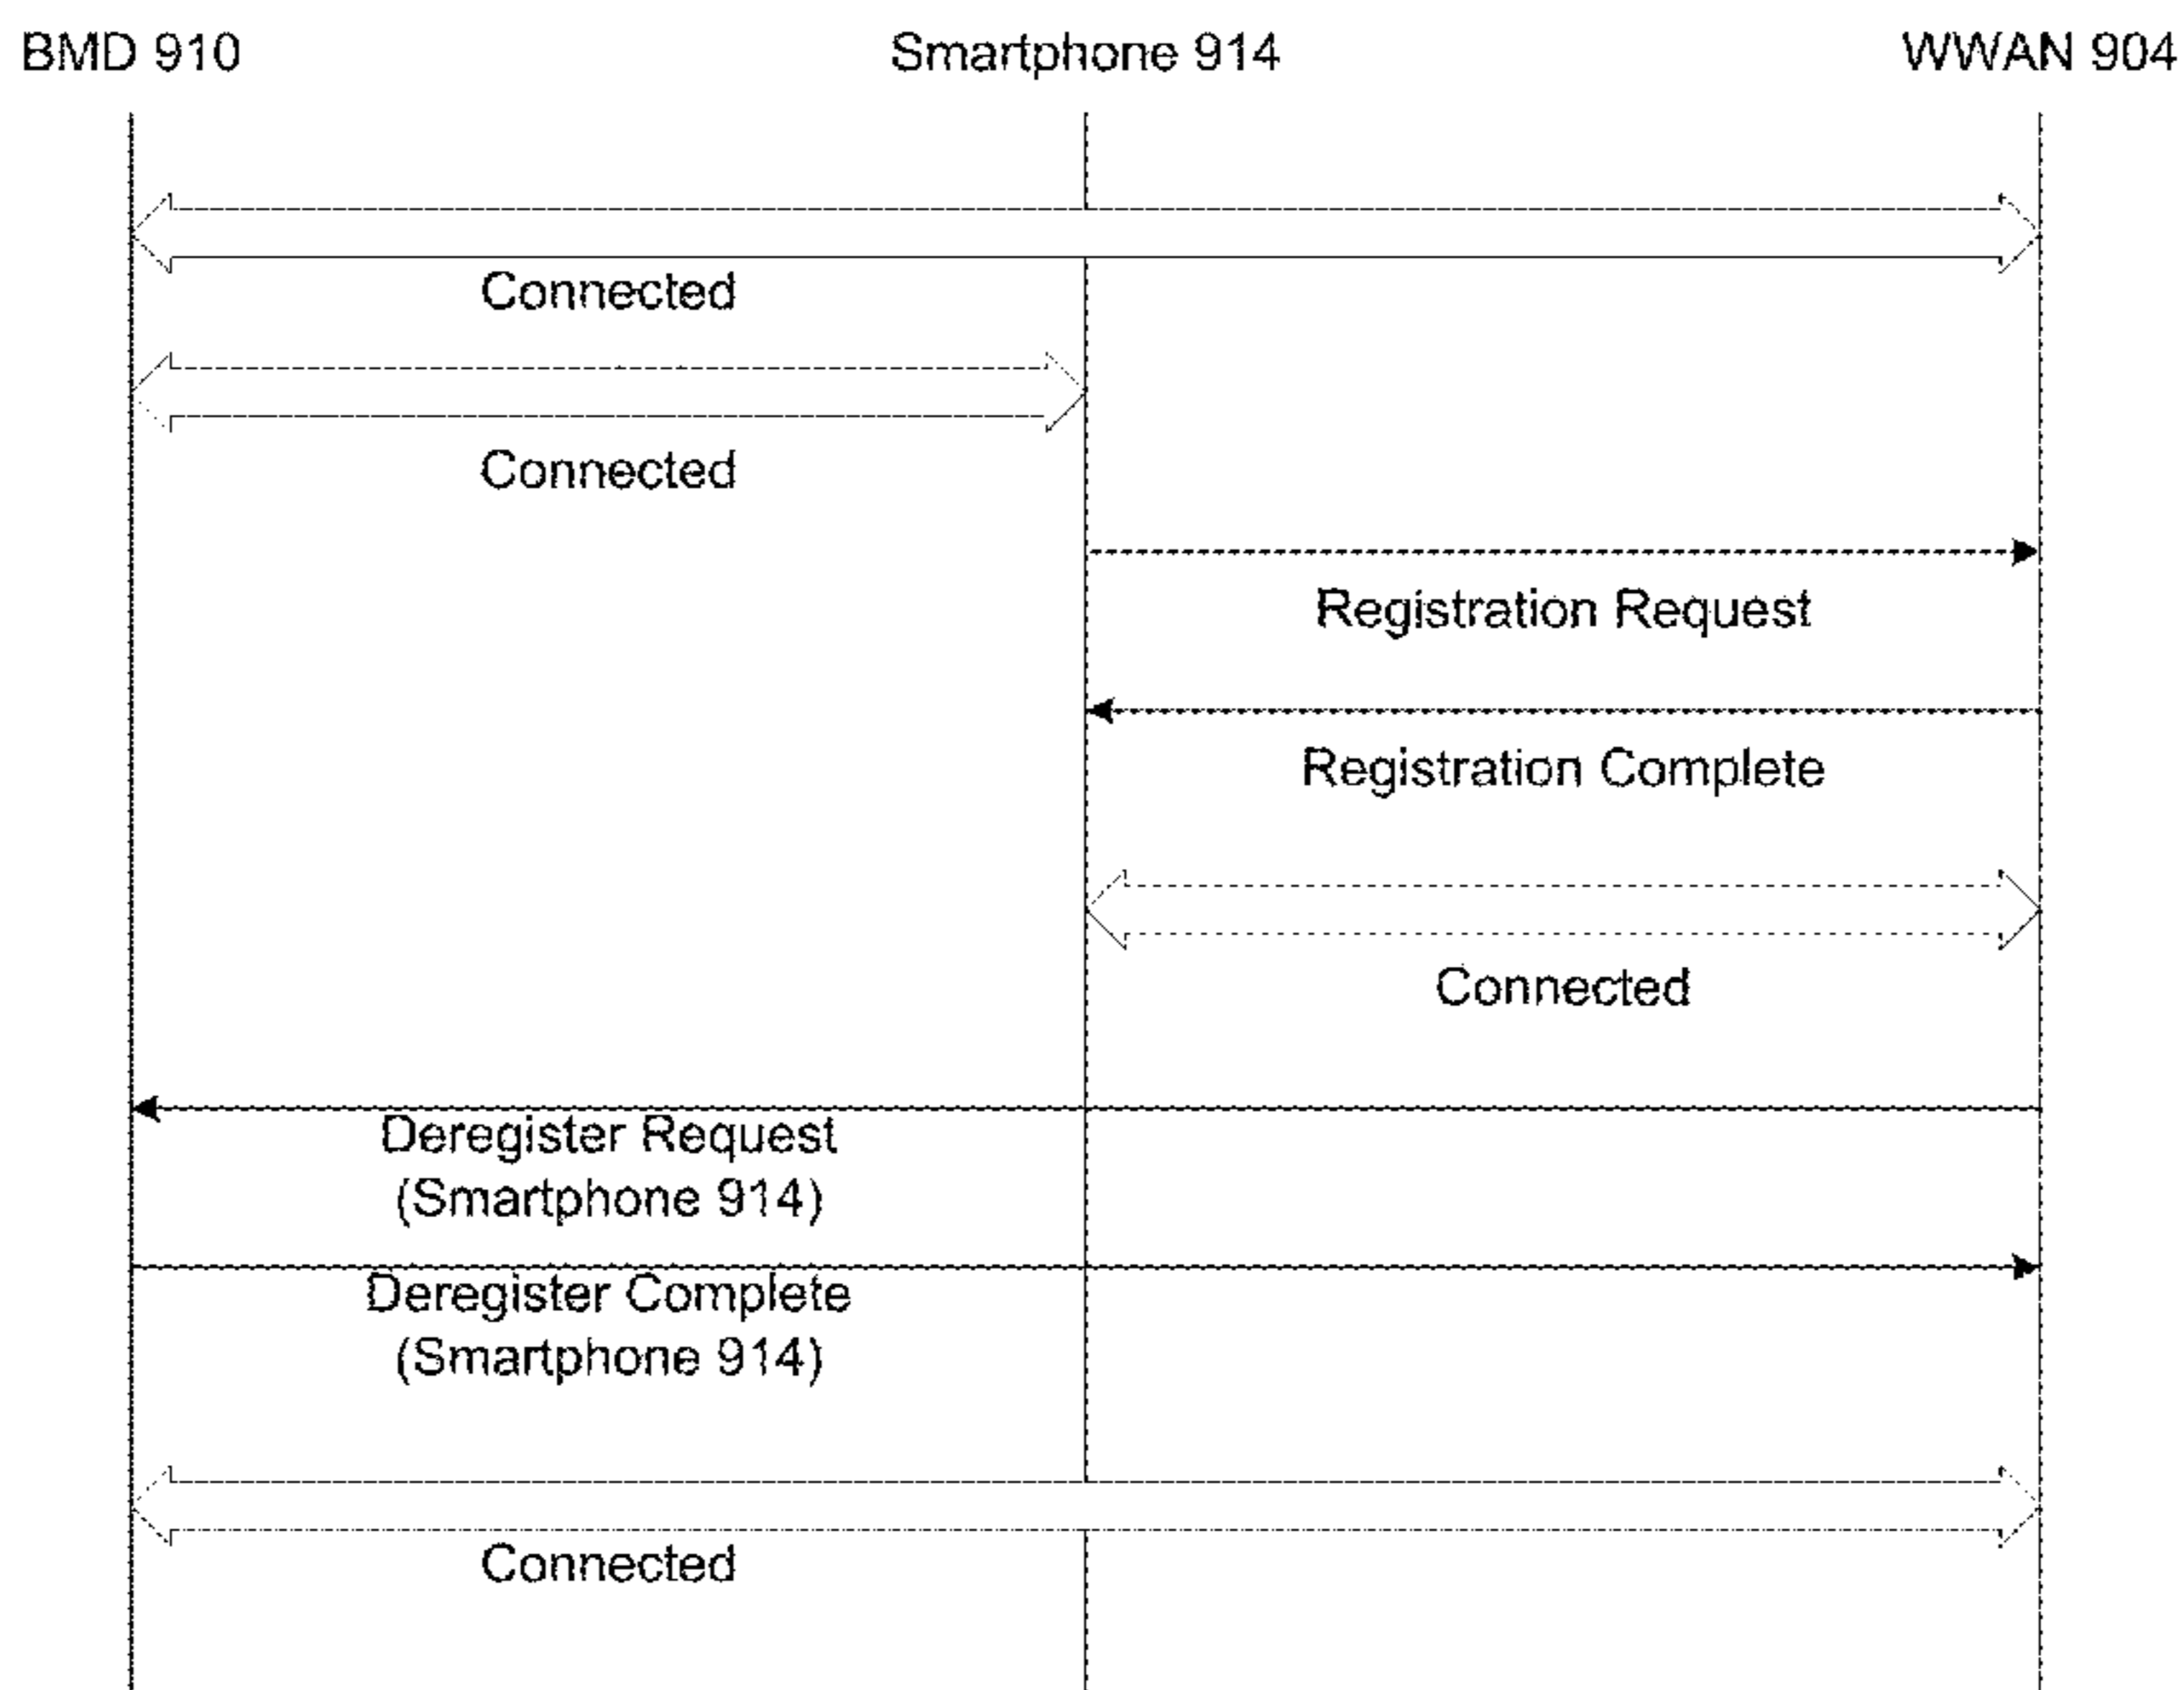 BMD 910
Smartphone 914
WWAN 904
Connected
Connected
Registration Request
Registration Complete
Connected
Deregister Request
(Smartphone 914)
Deregister Complete
(Smartphone 914)
Connected